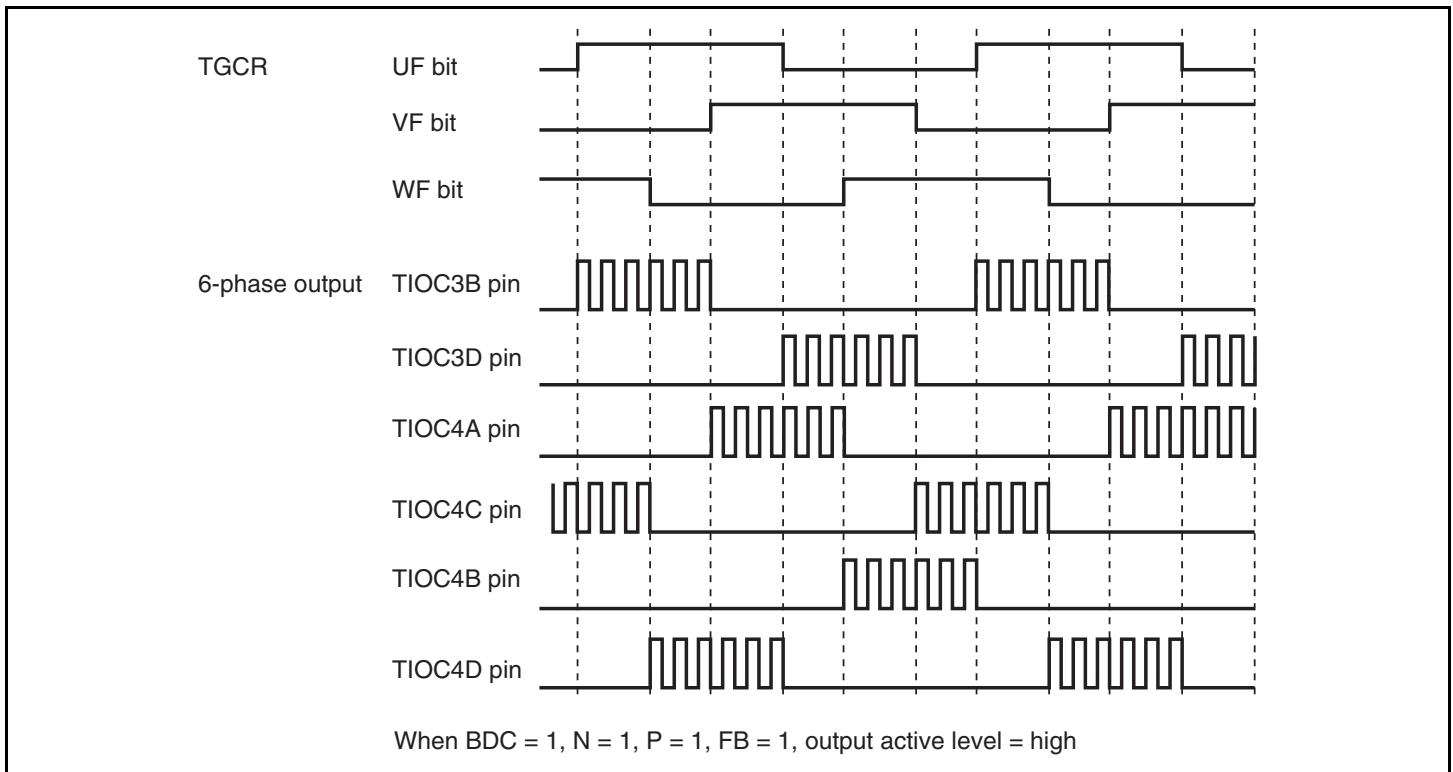 TGCR UF bit
VF bit
WF bit
6-phase output TIOC3B pin
TIOC3D pin
TIOC4A pin
TIOC4C pin
TIOC4B pin
TIOC4D pin
When BDC = 1, N = 1, P = 1, FB = 1, output active level = high